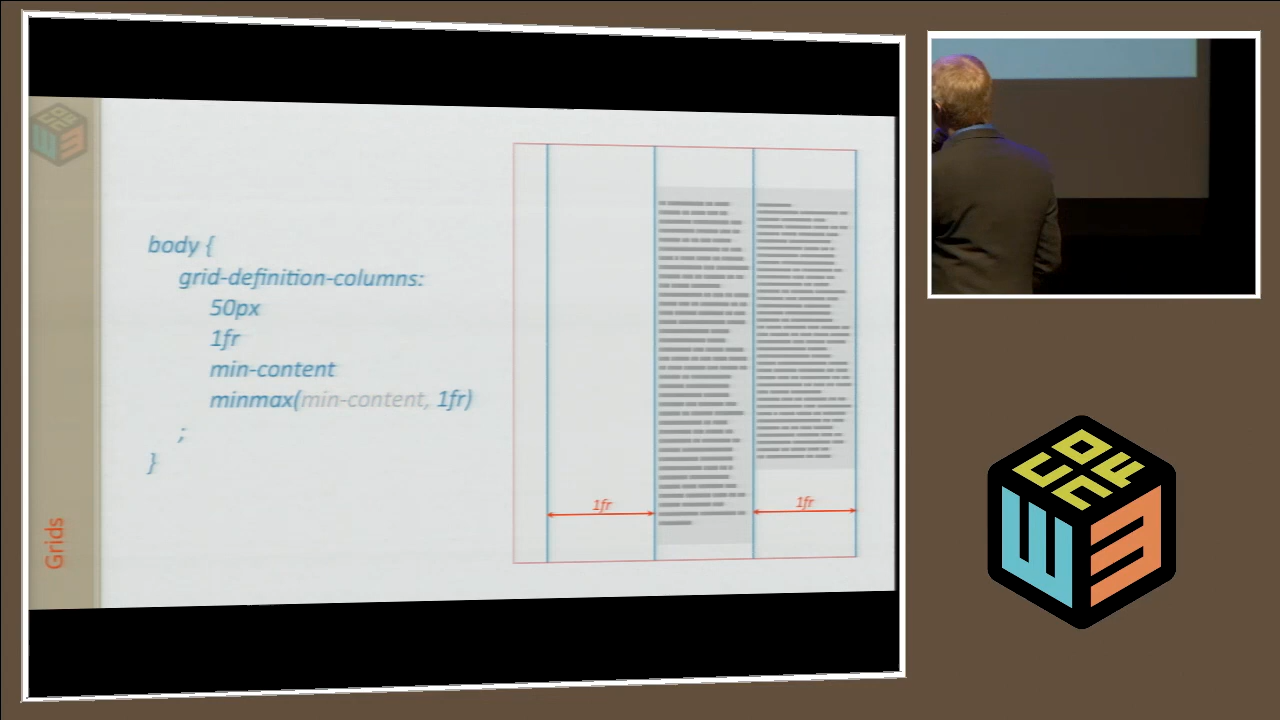 body {
grid-definition-columns:
50px
1fr
min-content
minmax(min-content, 1fr)
;
}
1fr
1fr
Grids
W3
CONF